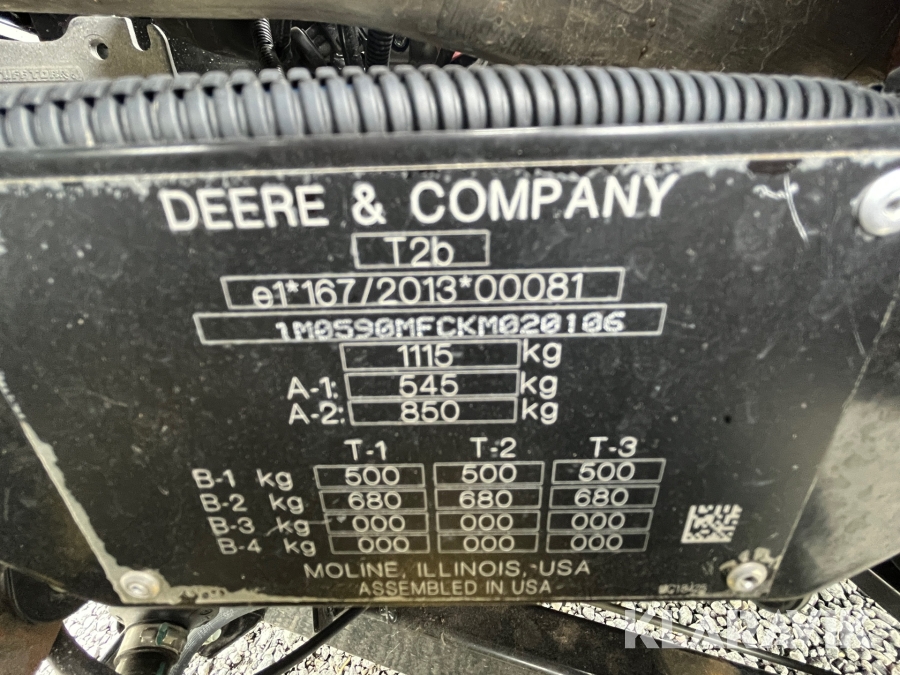 DEERE & COMPANY
T2b
e1*167/2013*00081
1M0590MFCKM020106
1115 kg
A-1: 545 kg
A-2: 850 kg
T-1 T-2 T-3
B-1 kg 500 500 500
B-2 kg 680 680 680
B-3 kg 000 000 000
B-4 kg 000 000 000
MOLINE, ILLINOIS, USA
ASSEMBLED IN USA